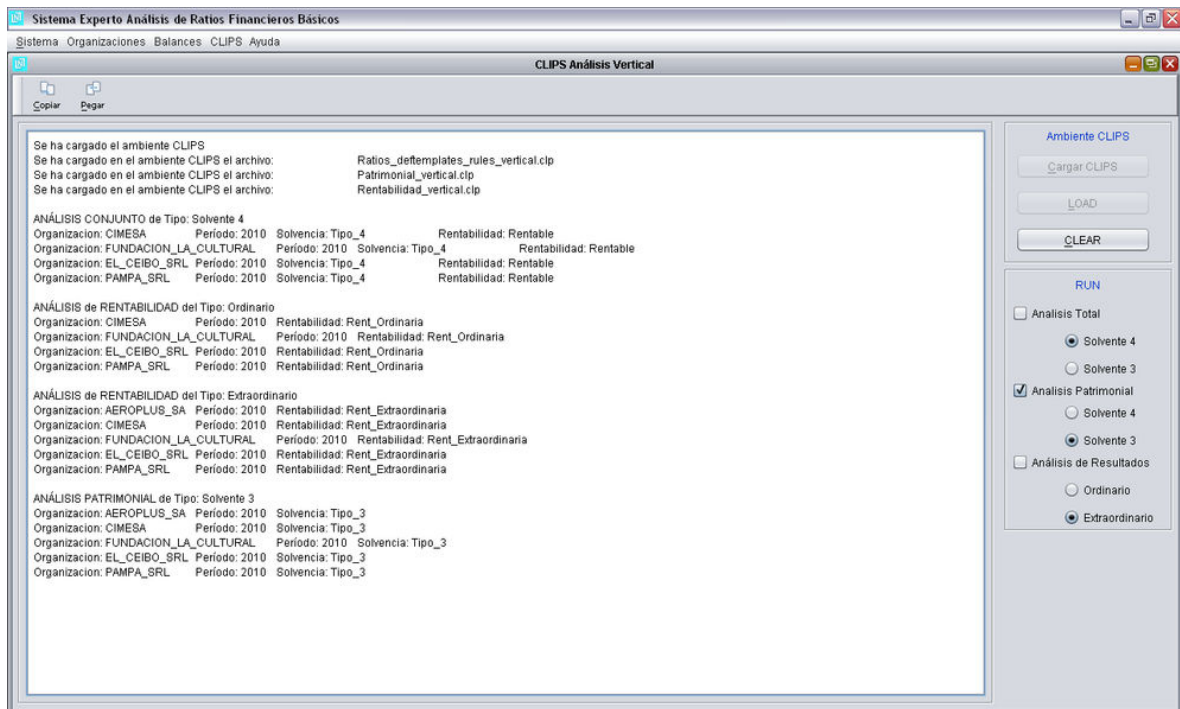 Sistema Experto Análisis de Ratios Financieros Básicos
Sistema Organizaciones Balances CLIPS Ayuda
CLIPS Análisis Vertical
Copiar Pegar
Se ha cargado el ambiente CLIPS
Se ha cargado en el ambiente CLIPS el archivo: Ratios_deftemplates_rules_vertical.clp
Se ha cargado en el ambiente CLIPS el archivo: Patrimonial_vertical.clp
Se ha cargado en el ambiente CLIPS el archivo: Rentabilidad_vertical.clp
ANÁLISIS CONJUNTO de Tipo: Solvente 4
Organizacion: CIMESA Período: 2010 Solvencia: Tipo_4 Rentabilidad: Rentable
Organizacion: FUNDACION_LA_CULTURAL Período: 2010 Solvencia: Tipo_4 Rentabilidad: Rentable
Organizacion: EL_CEIBO_SRL Período: 2010 Solvencia: Tipo_4 Rentabilidad: Rentable
Organizacion: PAMPA_SRL Período: 2010 Solvencia: Tipo_4 Rentabilidad: Rentable
ANÁLISIS de RENTABILIDAD del Tipo: Ordinario
Organizacion: CIMESA Período: 2010 Rentabilidad: Rent_Ordinaria
Organizacion: FUNDACION_LA_CULTURAL Período: 2010 Rentabilidad: Rent_Ordinaria
Organizacion: EL_CEIBO_SRL Período: 2010 Rentabilidad: Rent_Ordinaria
Organizacion: PAMPA_SRL Período: 2010 Rentabilidad: Rent_Ordinaria
ANÁLISIS de RENTABILIDAD del Tipo: Extraordinario
Organizacion: AEROPLUS_SA Período: 2010 Rentabilidad: Rent_Extraordinaria
Organizacion: CIMESA Período: 2010 Rentabilidad: Rent_Extraordinaria
Organizacion: FUNDACION_LA_CULTURAL Período: 2010 Rentabilidad: Rent_Extraordinaria
Organizacion: EL_CEIBO_SRL Período: 2010 Rentabilidad: Rent_Extraordinaria
Organizacion: PAMPA_SRL Período: 2010 Rentabilidad: Rent_Extraordinaria
ANÁLISIS PATRIMONIAL de Tipo: Solvente 3
Organizacion: AEROPLUS_SA Período: 2010 Solvencia: Tipo_3
Organizacion: CIMESA Período: 2010 Solvencia: Tipo_3
Organizacion: FUNDACION_LA_CULTURAL Período: 2010 Solvencia: Tipo_3
Organizacion: EL_CEIBO_SRL Período: 2010 Solvencia: Tipo_3
Organizacion: PAMPA_SRL Período: 2010 Solvencia: Tipo_3
Ambiente CLIPS
Cargar CLIPS
LOAD
CLEAR
RUN
Analisis Total
Solvente 4
Solvente 3
Analisis Patrimonial
Solvente 4
Solvente 3
Análisis de Resultados
Ordinario
Extraordinario